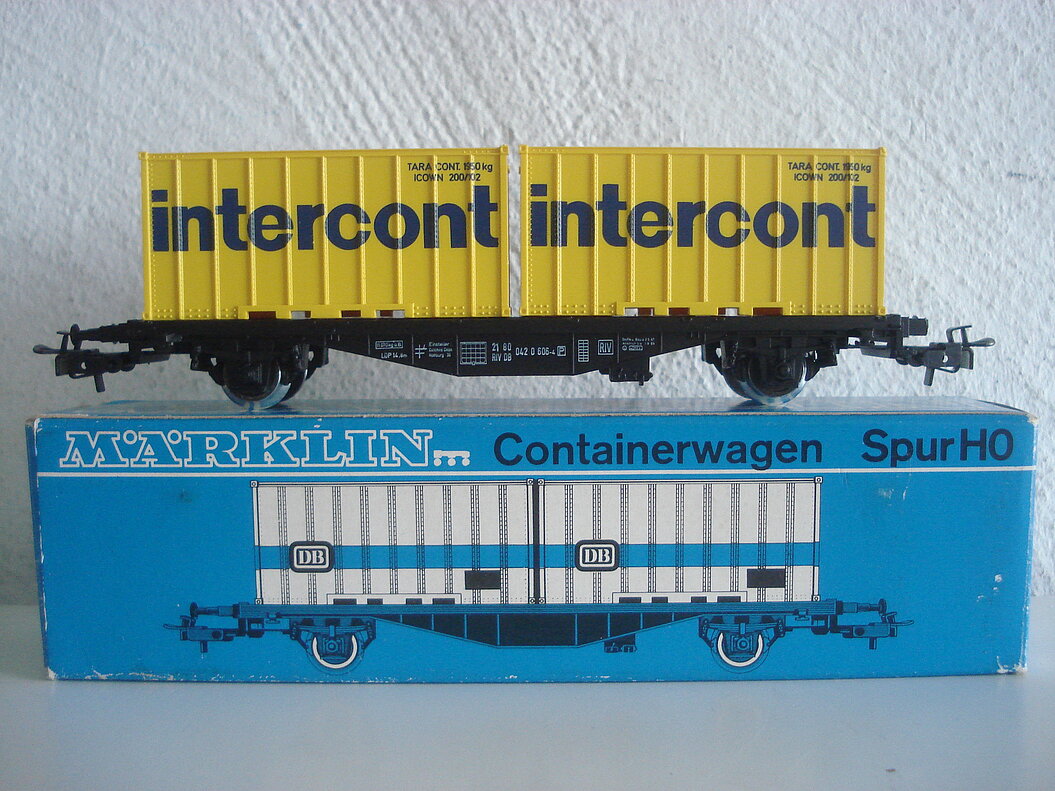 TARA CONT. 1950 kg
ICOWN 200/102
intercont
TARA CONT. 1950 kg
ICOWN 200/102
intercont
LüP 14,4m
21 80
RIV DB
042 0 606-4
P
RIV
MÄRKLIN
Containerwagen
Spur H0
DB
DB